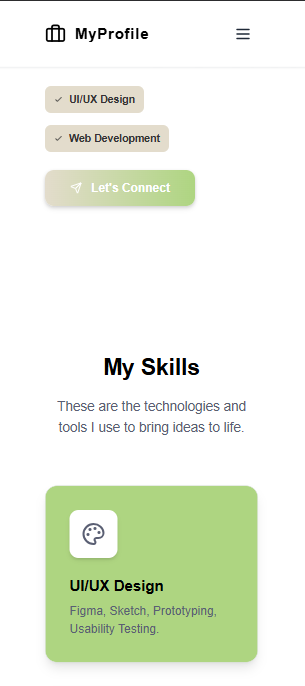 MyProfile
UI/UX Design
Web Development
Let's Connect
My Skills
These are the technologies and
tools I use to bring ideas to life.
UI/UX Design
Figma, Sketch, Prototyping,
Usability Testing.